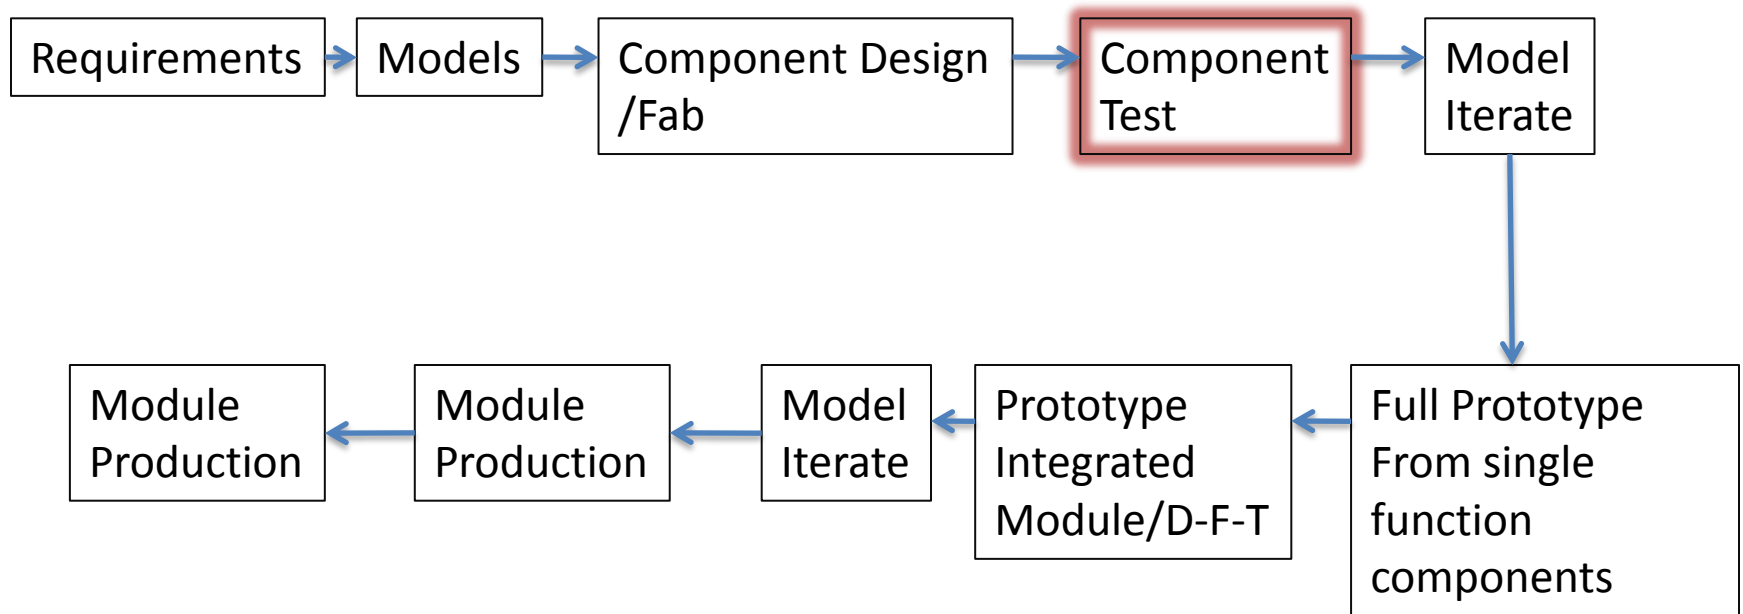 Requirements
Models
Component Design
/Fab
Component
Test
Model
Iterate
Full Prototype
From single
function
components
Prototype
Integrated
Module/D-F-T
Model
Iterate
Module
Production
Module
Production